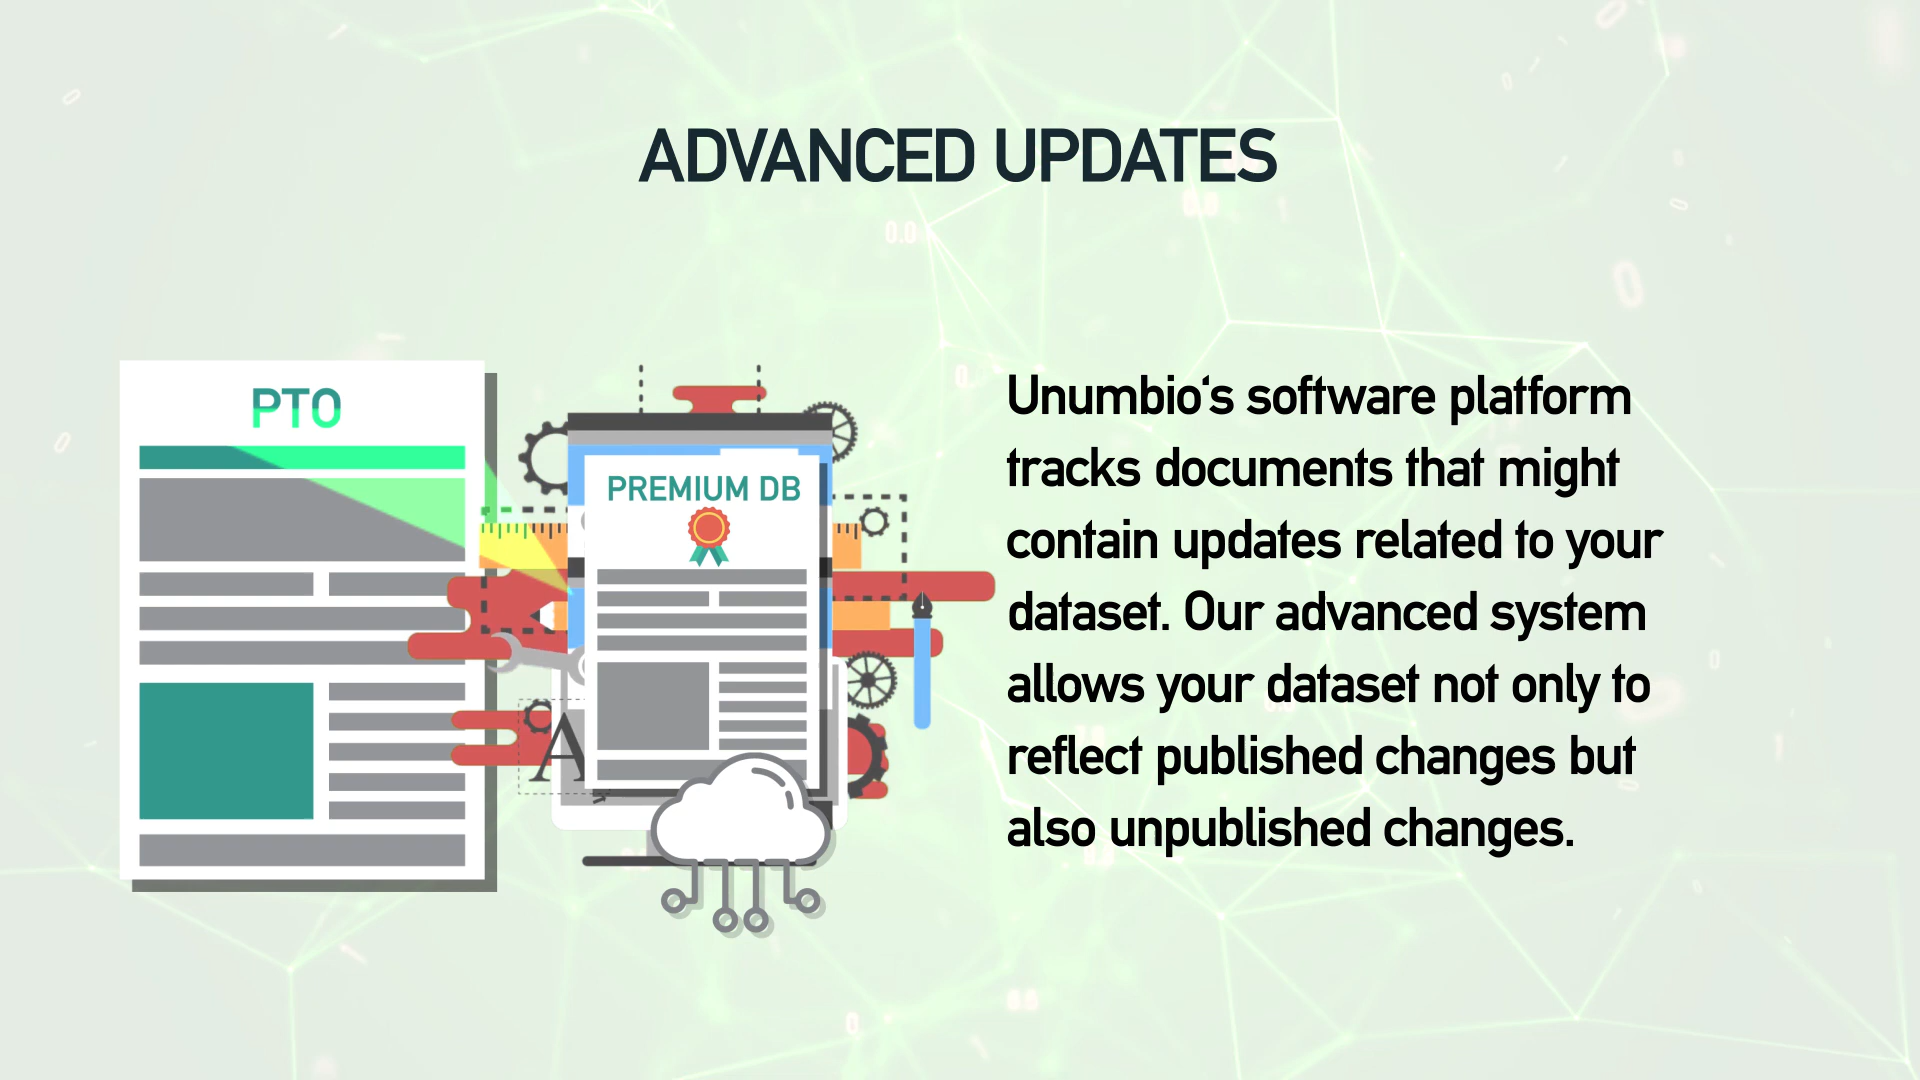 ADVANCED UPDATES
PTO
PREMIUM DB
A
Unumbio‘s software platform
tracks documents that might
contain updates related to your
dataset. Our advanced system
allows your dataset not only to
reflect published changes but
also unpublished changes.